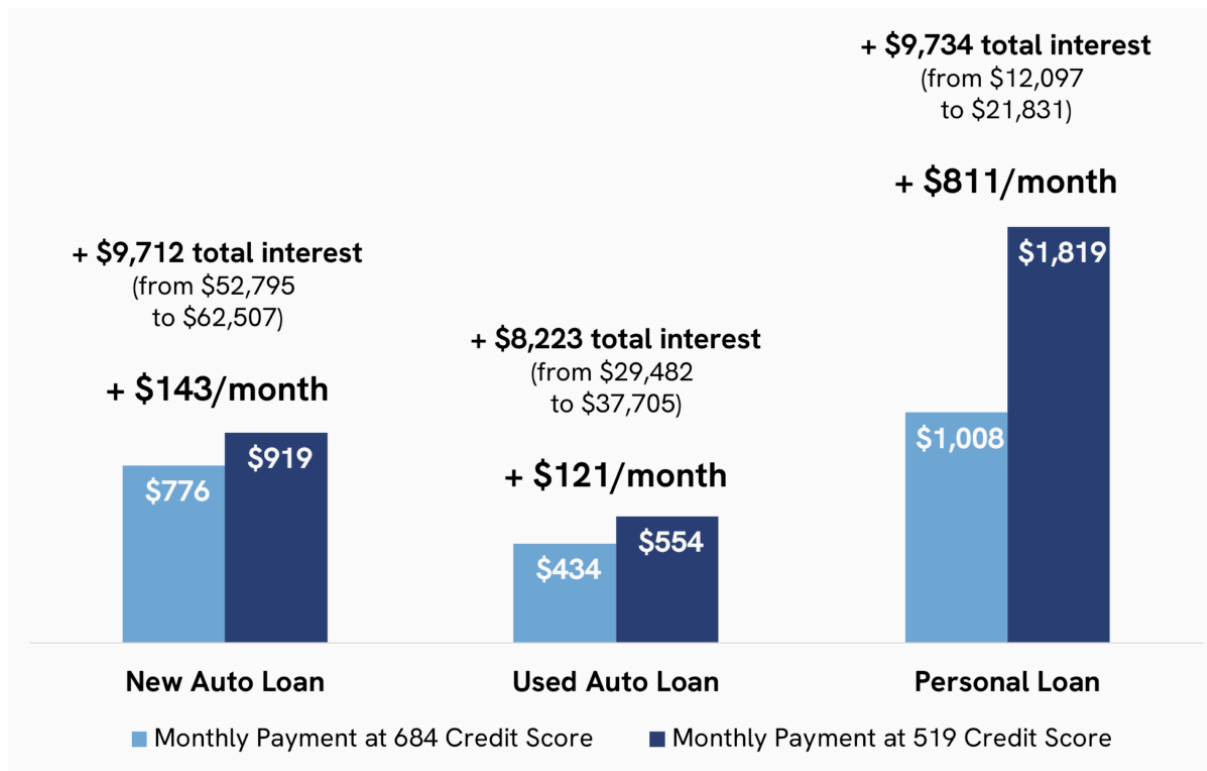 + $9,734 total interest
(from $12,097
to $21,831)
+ $811/month
+ $9,712 total interest
(from $52,795
to $62,507)
+ $143/month
+ $8,223 total interest
(from $29,482
to $37,705)
+ $121/month
$776
$919
$434
$554
$1,008
$1,819
New Auto Loan
Used Auto Loan
Personal Loan
Monthly Payment at 684 Credit Score
Monthly Payment at 519 Credit Score